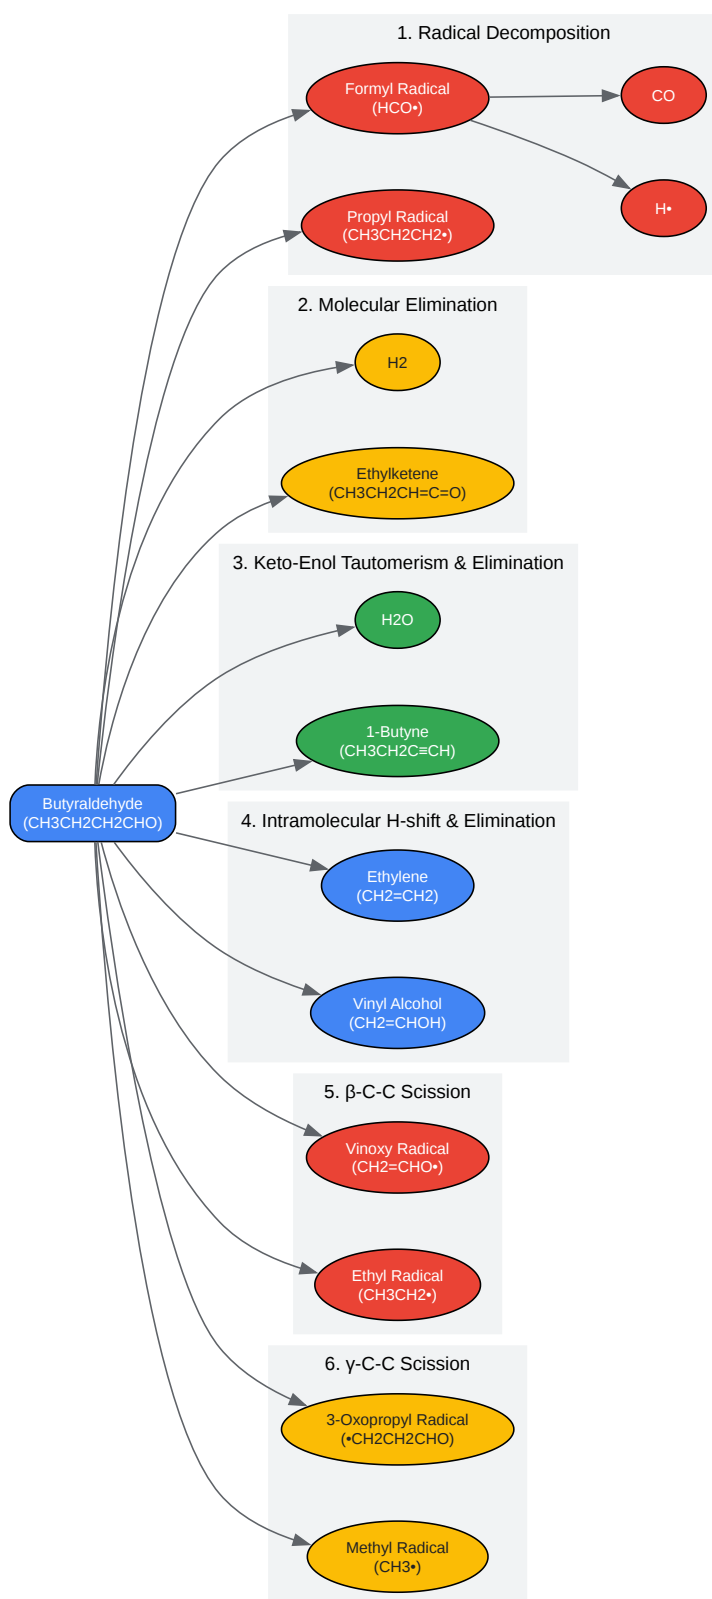 1. Radical Decomposition
Formyl Radical
(HCO•)
CO
H•
Propyl Radical
(CH3CH2CH2•)
2. Molecular Elimination
H2
Ethylketene
(CH3CH2CH=C=O)
3. Keto-Enol Tautomerism & Elimination
H2O
1-Butyne
(CH3CH2C≡CH)
Butyraldehyde
(CH3CH2CH2CHO)
4. Intramolecular H-shift & Elimination
Ethylene
(CH2=CH2)
Vinyl Alcohol
(CH2=CHOH)
5. β-C-C Scission
Vinoxy Radical
(CH2=CHO•)
Ethyl Radical
(CH3CH2•)
6. γ-C-C Scission
3-Oxopropyl Radical
(•CH2CH2CHO)
Methyl Radical
(CH3•)